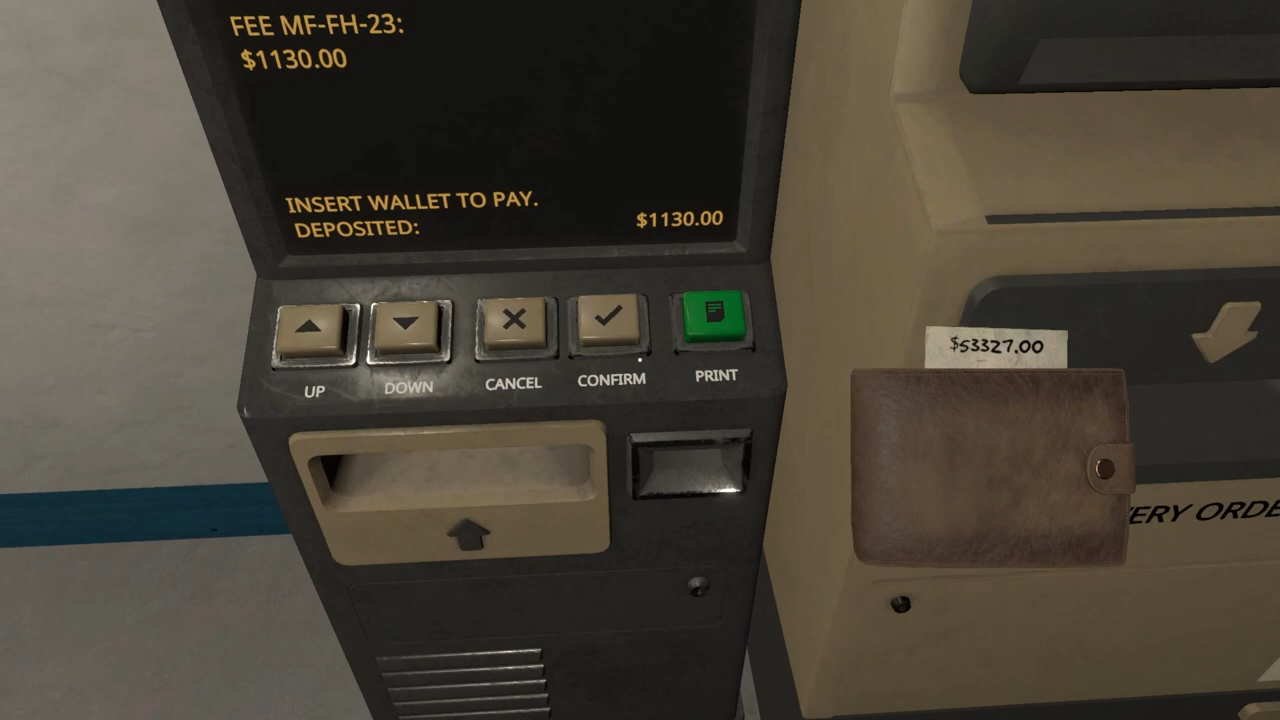 FEE MF-FH-23:
$1130.00
INSERT WALLET TO PAY.
DEPOSITED: $1130.00
UP DOWN CANCEL CONFIRM PRINT
$53327.00
ERY ORDE